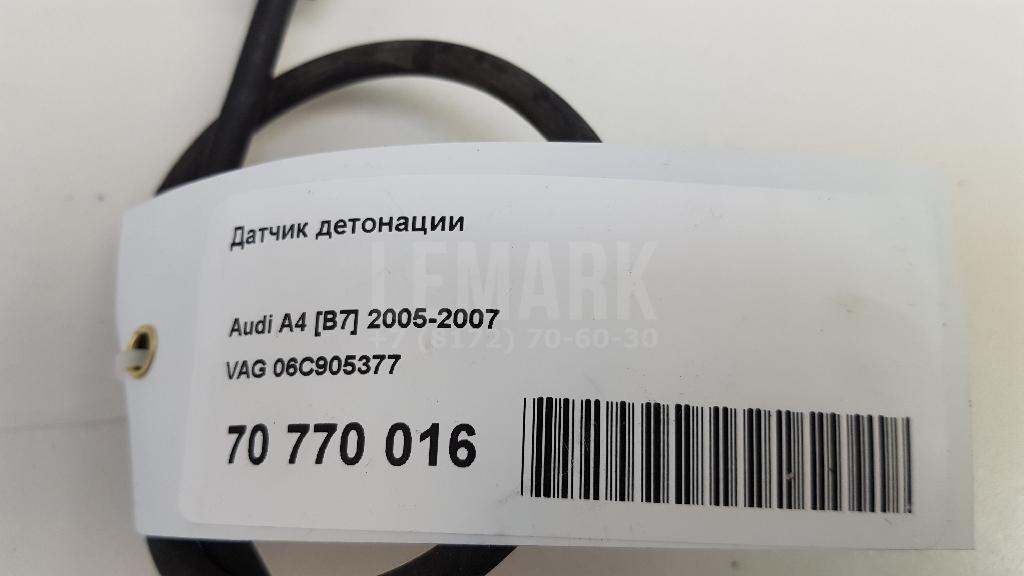 Датчик детонации
LEMARK
Audi A4 [B7] 2005-2007
+7 (8172) 70-60-30
VAG 06C905377
70 770 016